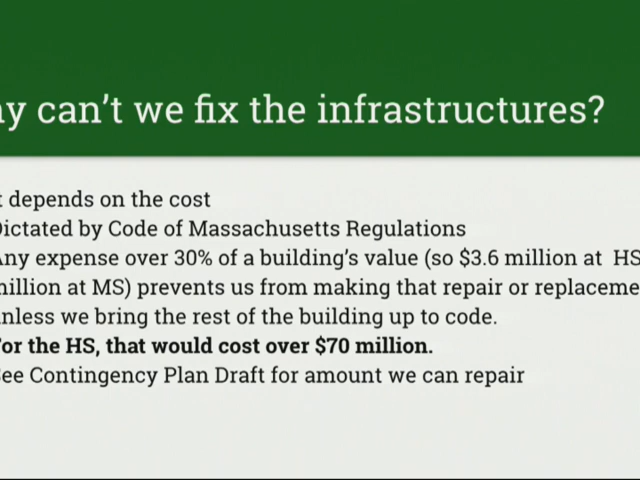 ny can't we fix the infrastructures?
t depends on the cost
Dictated by Code of Massachusetts Regulations
Any expense over 30% of a building's value (so $3.6 million at HS
million at MS) prevents us from making that repair or replaceme
nless we bring the rest of the building up to code.
For the HS, that would cost over $70 million.
See Contingency Plan Draft for amount we can repair